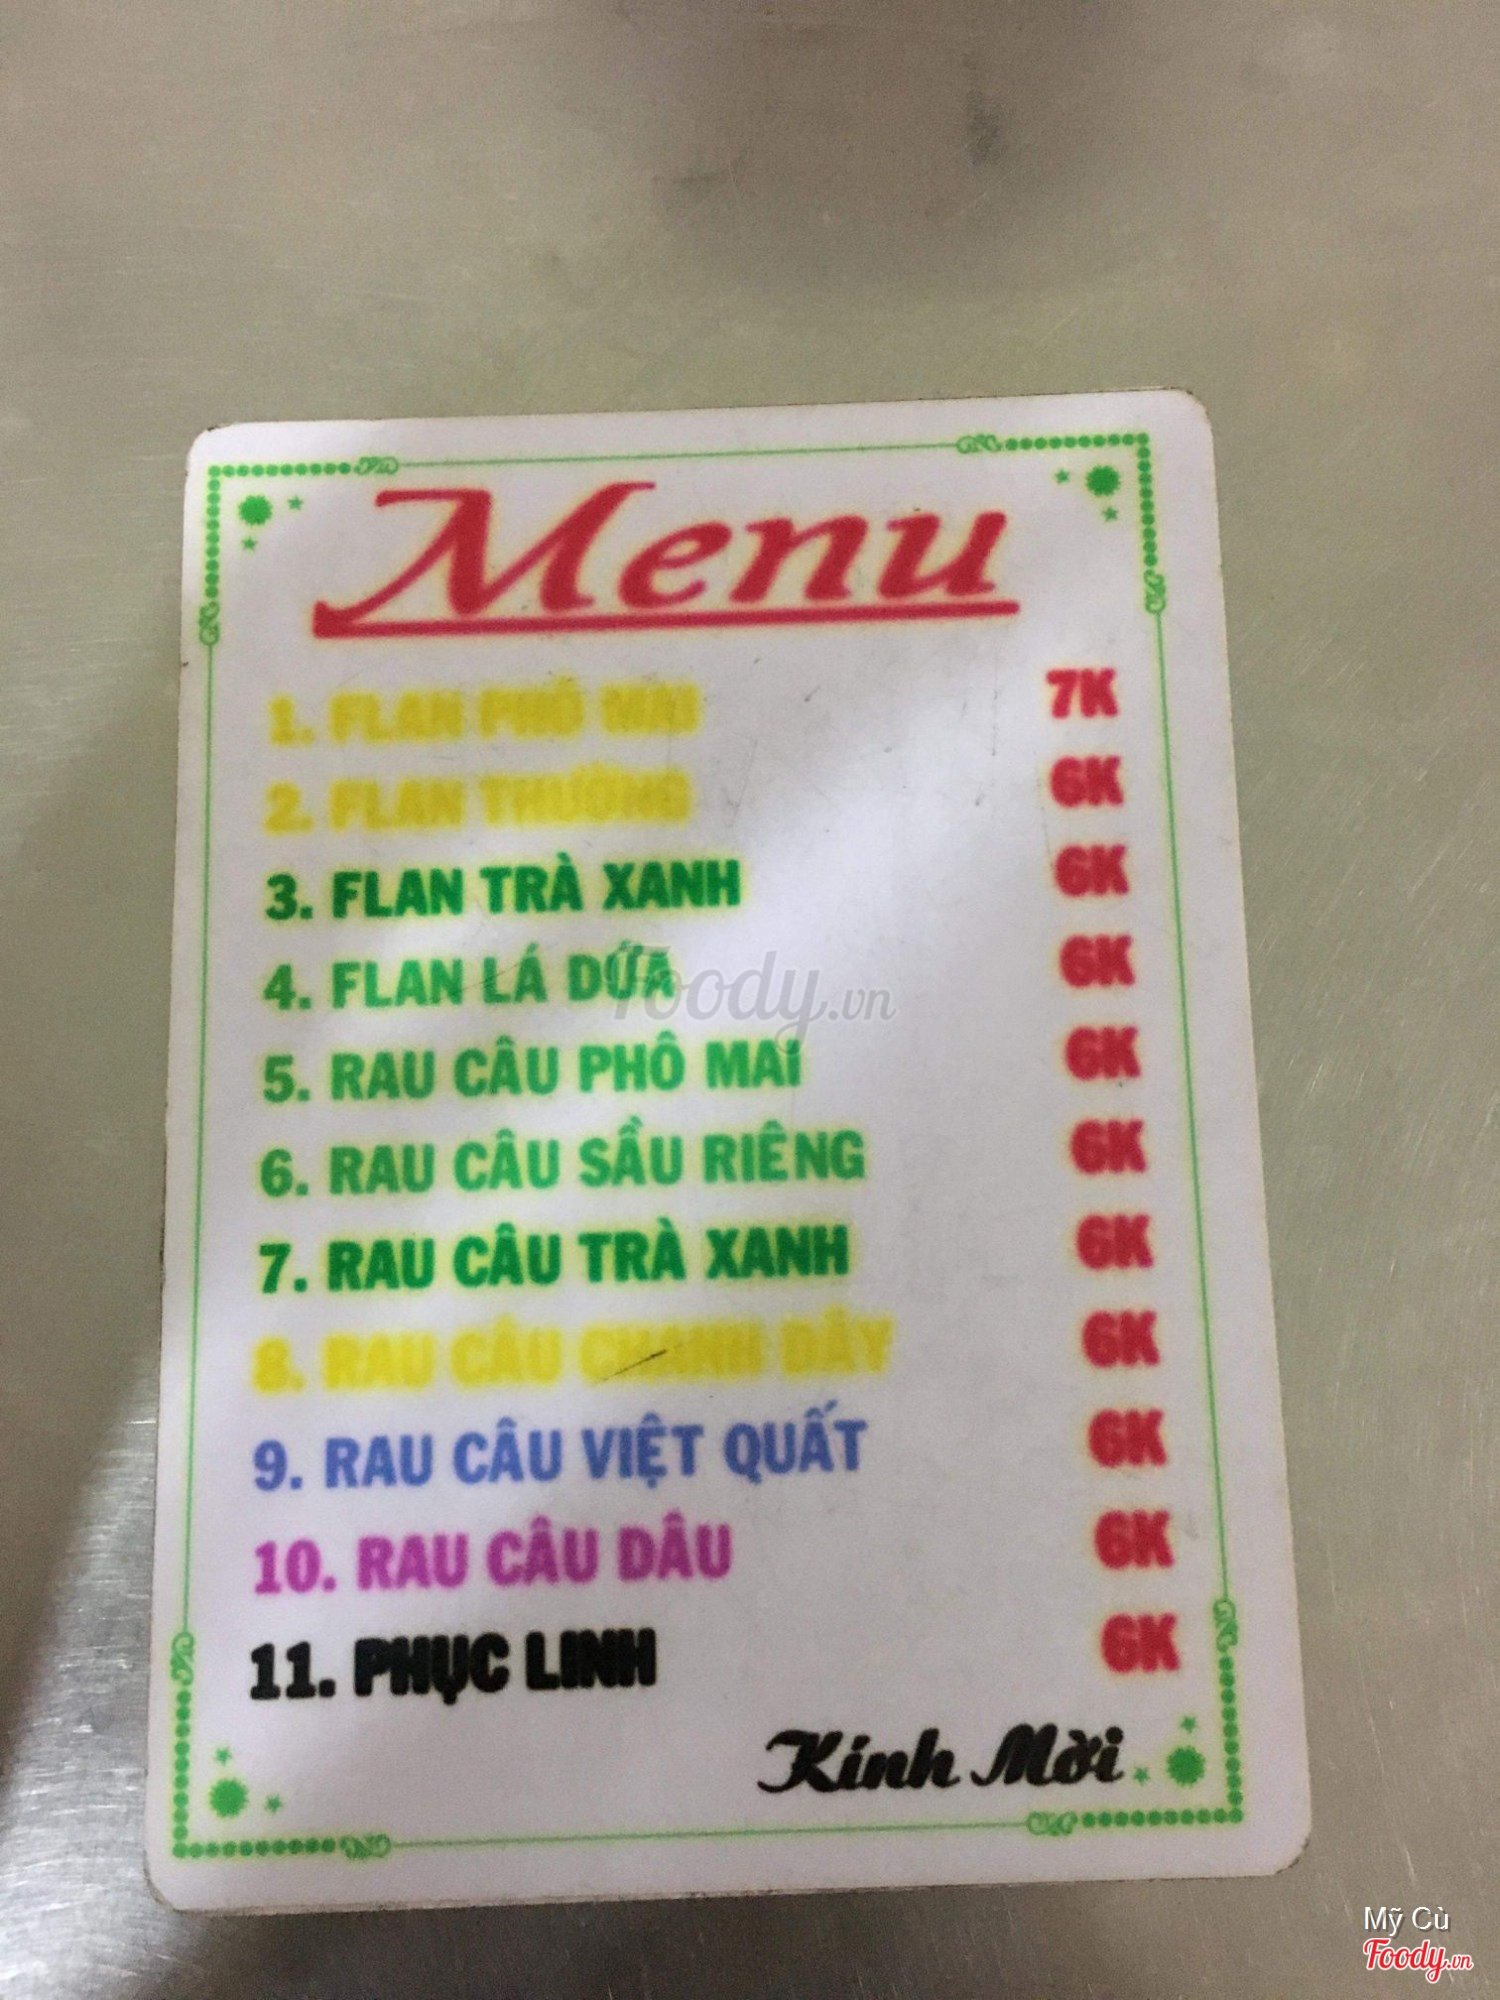 Menu
1. FLAN PHÔ MAI 7K
2. FLAN THƯỜNG 6K
3. FLAN TRÀ XANH 6K
4. FLAN LÁ DỨA 6K
5. RAU CÂU PHÔ MAI 6K
6. RAU CÂU SẦU RIÊNG 6K
7. RAU CÂU TRÀ XANH 6K
8. RAU CÂU CHANH DÂY 6K
9. RAU CÂU VIỆT QUẤT 6K
10. RAU CÂU DÂU 6K
11. PHỤC LINH 6K
Kính Mời
Foody.vn
Mỹ Cù
Foody.vn